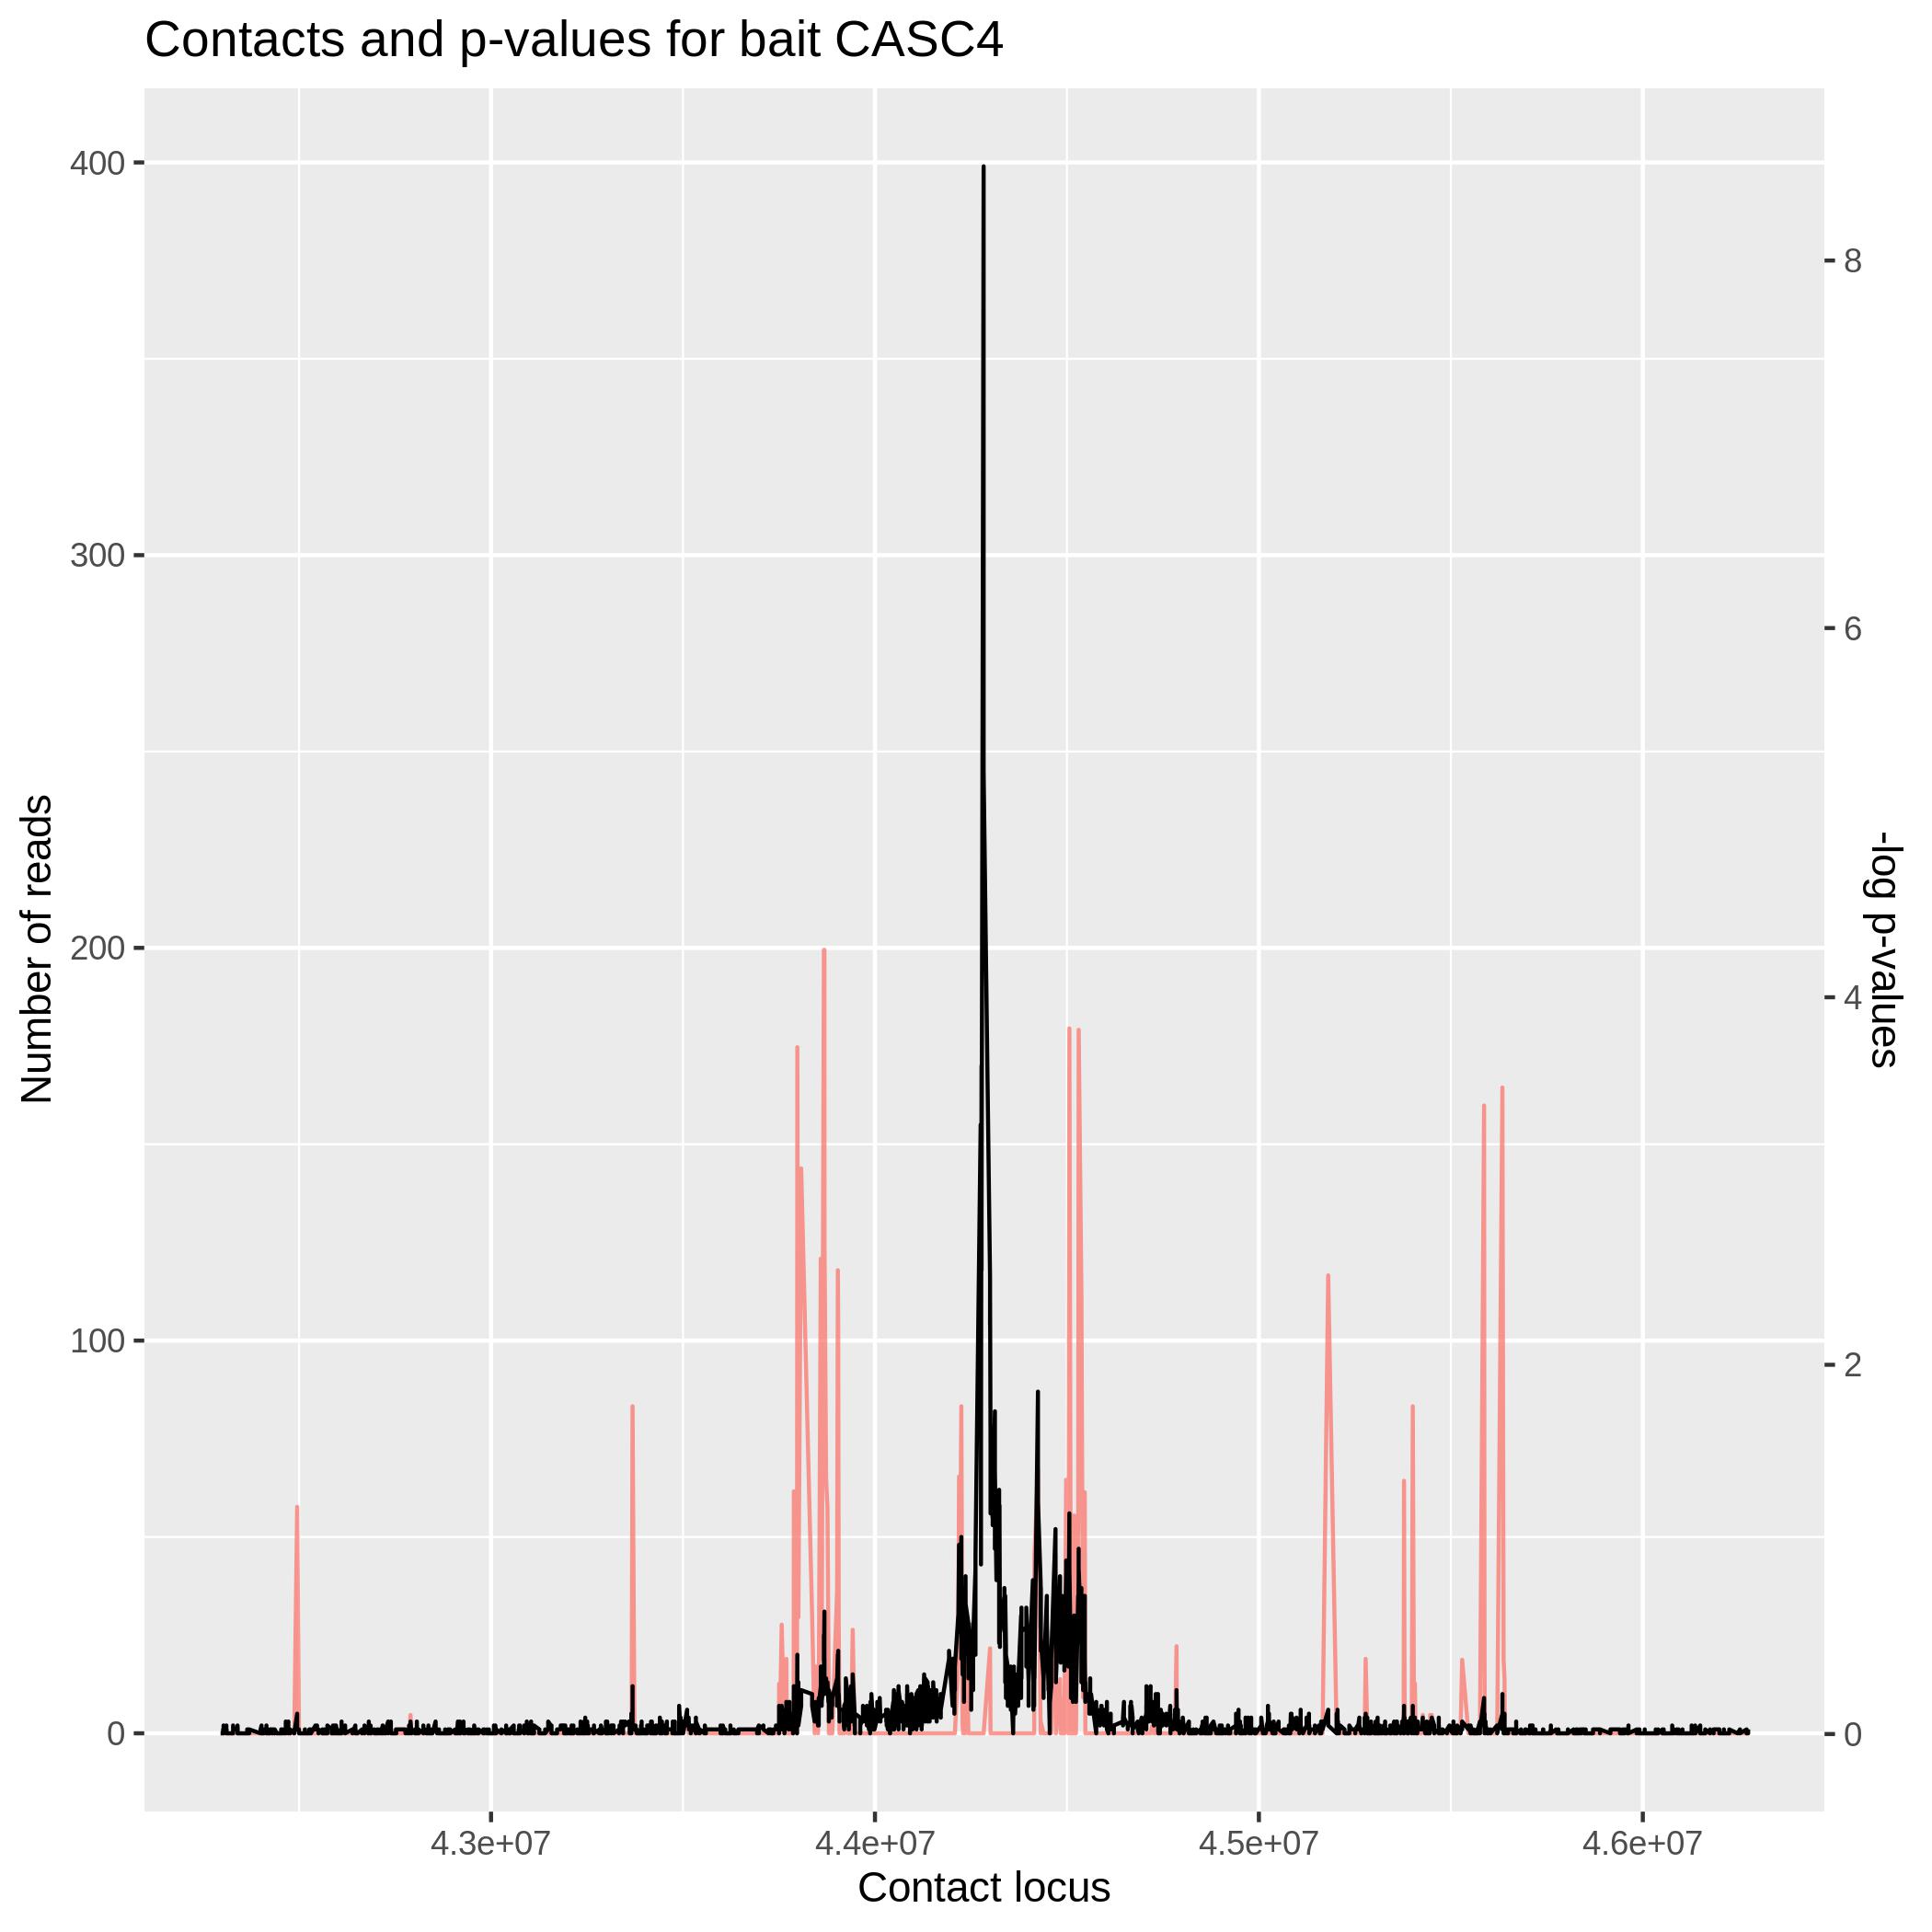 Contacts and p-values for bait CASC4
400
300
200
100
0
Number of reads
8
6
4
2
0
-log p-values
4.3e+07
4.4e+07
4.5e+07
4.6e+07
Contact locus